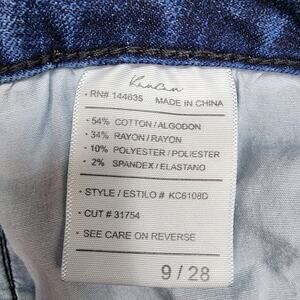 KanCan
• RN# 144635 MADE IN CHINA
• 54% COTTON / ALGODON
• 34% RAYON / RAYON
• 10% POLYESTER / POLIESTER
• 2% SPANDEX / ELASTANO
• STYLE / ESTILO # KC6108D
• CUT # 31754
• SEE CARE ON REVERSE
9 / 28